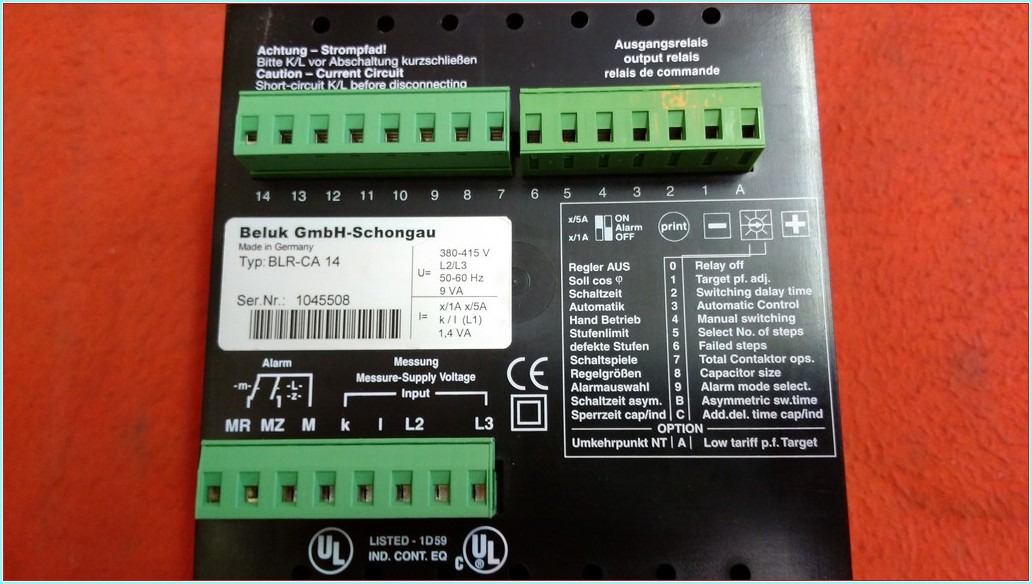 Achtung – Strompfad!
Bitte K/L vor Abschaltung kurzschließen
Caution – Current Circuit
Short-circuit K/L before disconnecting
Ausgangsrelais
output relais
relais de commande
14 13 12 11 10 9 8 7 6 5 4 3 2 1 A
Beluk GmbH-Schongau
Made in Germany
Typ: BLR-CA 14
Ser.Nr.: 1045508
U=
380-415 V
L2/L3
50-60 Hz
9 VA
I=
x/1A x/5A
k / l (L1)
1,4 VA
x/5A ON
Alarm
x/1A OFF
print
Regler AUS 0 Relay off
Soll cos φ 1 Target pf. adj.
Schaltzeit 2 Switching dalay time
Automatik 3 Automatic Control
Hand Betrieb 4 Manual switching
Stufenlimit 5 Select No. of steps
defekte Stufen 6 Failed steps
Schaltspiele 7 Total Contaktor ops.
Regelgrößen 8 Capacitor size
Alarmauswahl 9 Alarm mode select.
Schaltzeit asym. B Asymmetric sw.time
Sperrzeit cap/ind C Add.del. time cap/ind
OPTION
Umkehrpunkt NT A Low tariff p.f. Target
Alarm
-m-
-L-
-z-
Messung
Measure-Supply Voltage
Input
MR MZ M k l L2 L3
CE
UL
LISTED - 1D59
IND. CONT. EQ
c UL